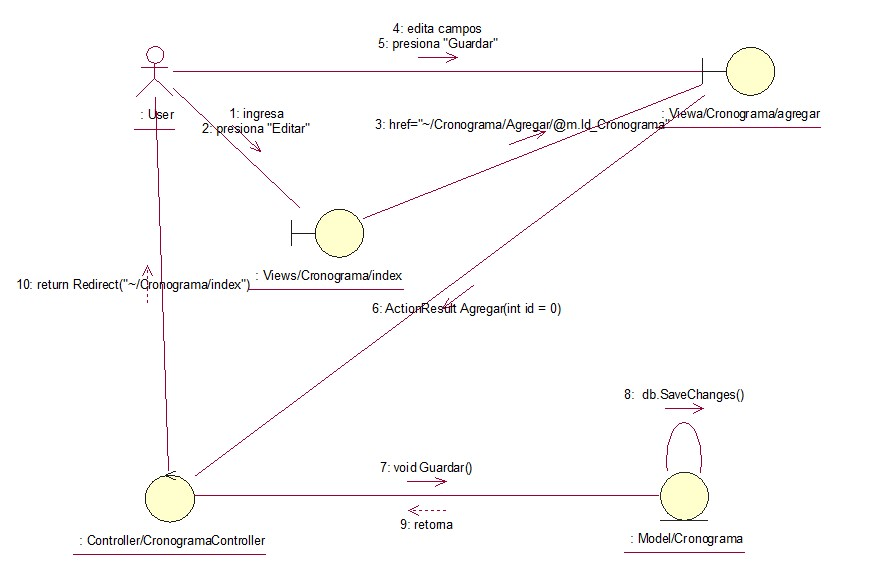 4: edita campos
5: presiona "Guardar"
: User
: Viewa/Cronograma/agregar
1: ingresa
2: presiona "Editar"
3: href="~/Cronograma/Agregar/@m.Id_Cronograma"
: Views/Cronograma/index
10: return Redirect("~/Cronograma/index")
6: ActionResult Agregar(int id = 0)
8: db.SaveChanges()
7: void Guardar()
9: retorna
: Controller/CronogramaController
: Model/Cronograma